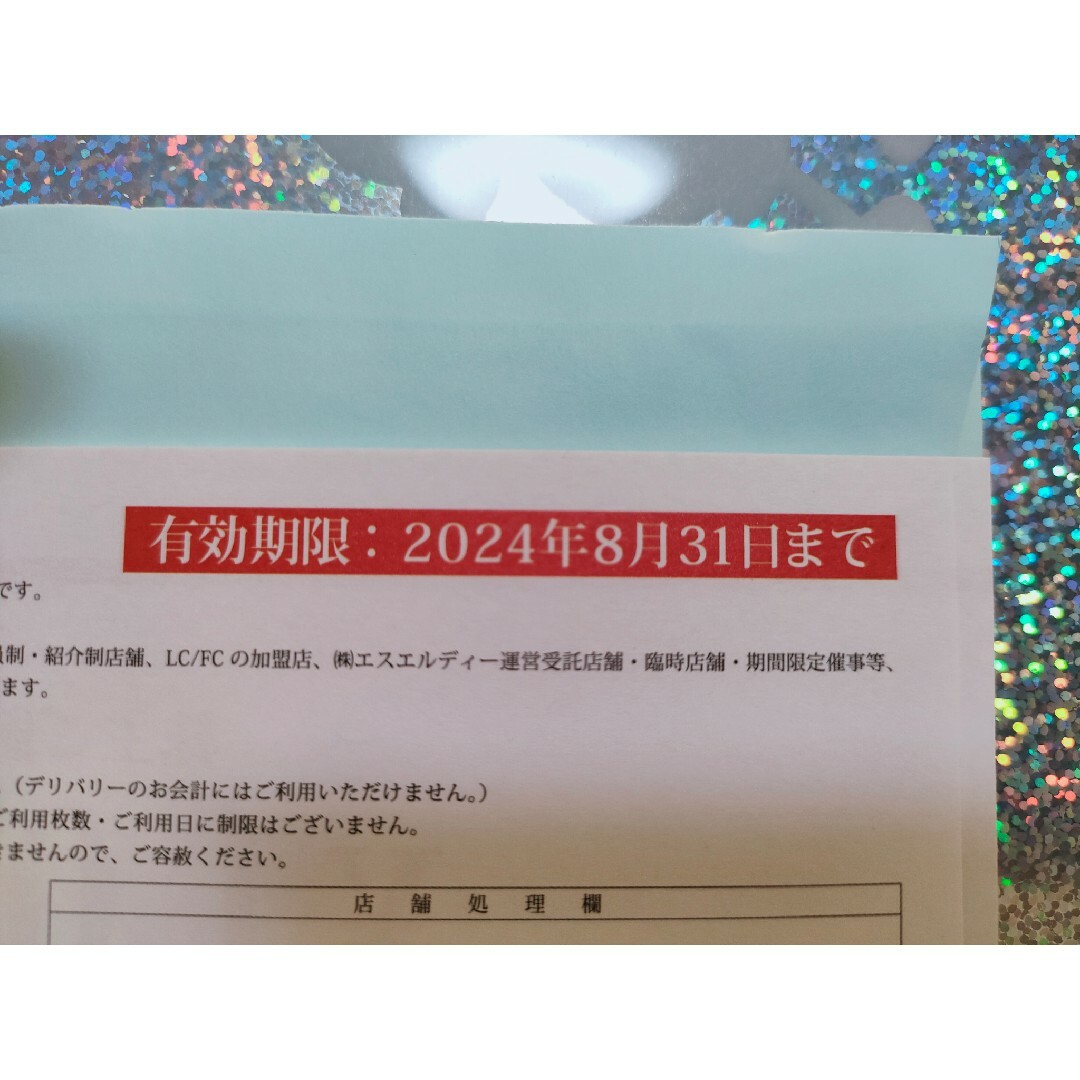 有効期限：2024年8月31日まで
です。
制・紹介制店舗、LC/FC の加盟店、㈱エスエルディー運営受託店舗・臨時店舗・期間限定催事等、
ます。
（デリバリーのお会計にはご利用いただけません。）
ご利用枚数・ご利用日に制限はございません。
きませんので、ご容赦ください。
店舗処理欄